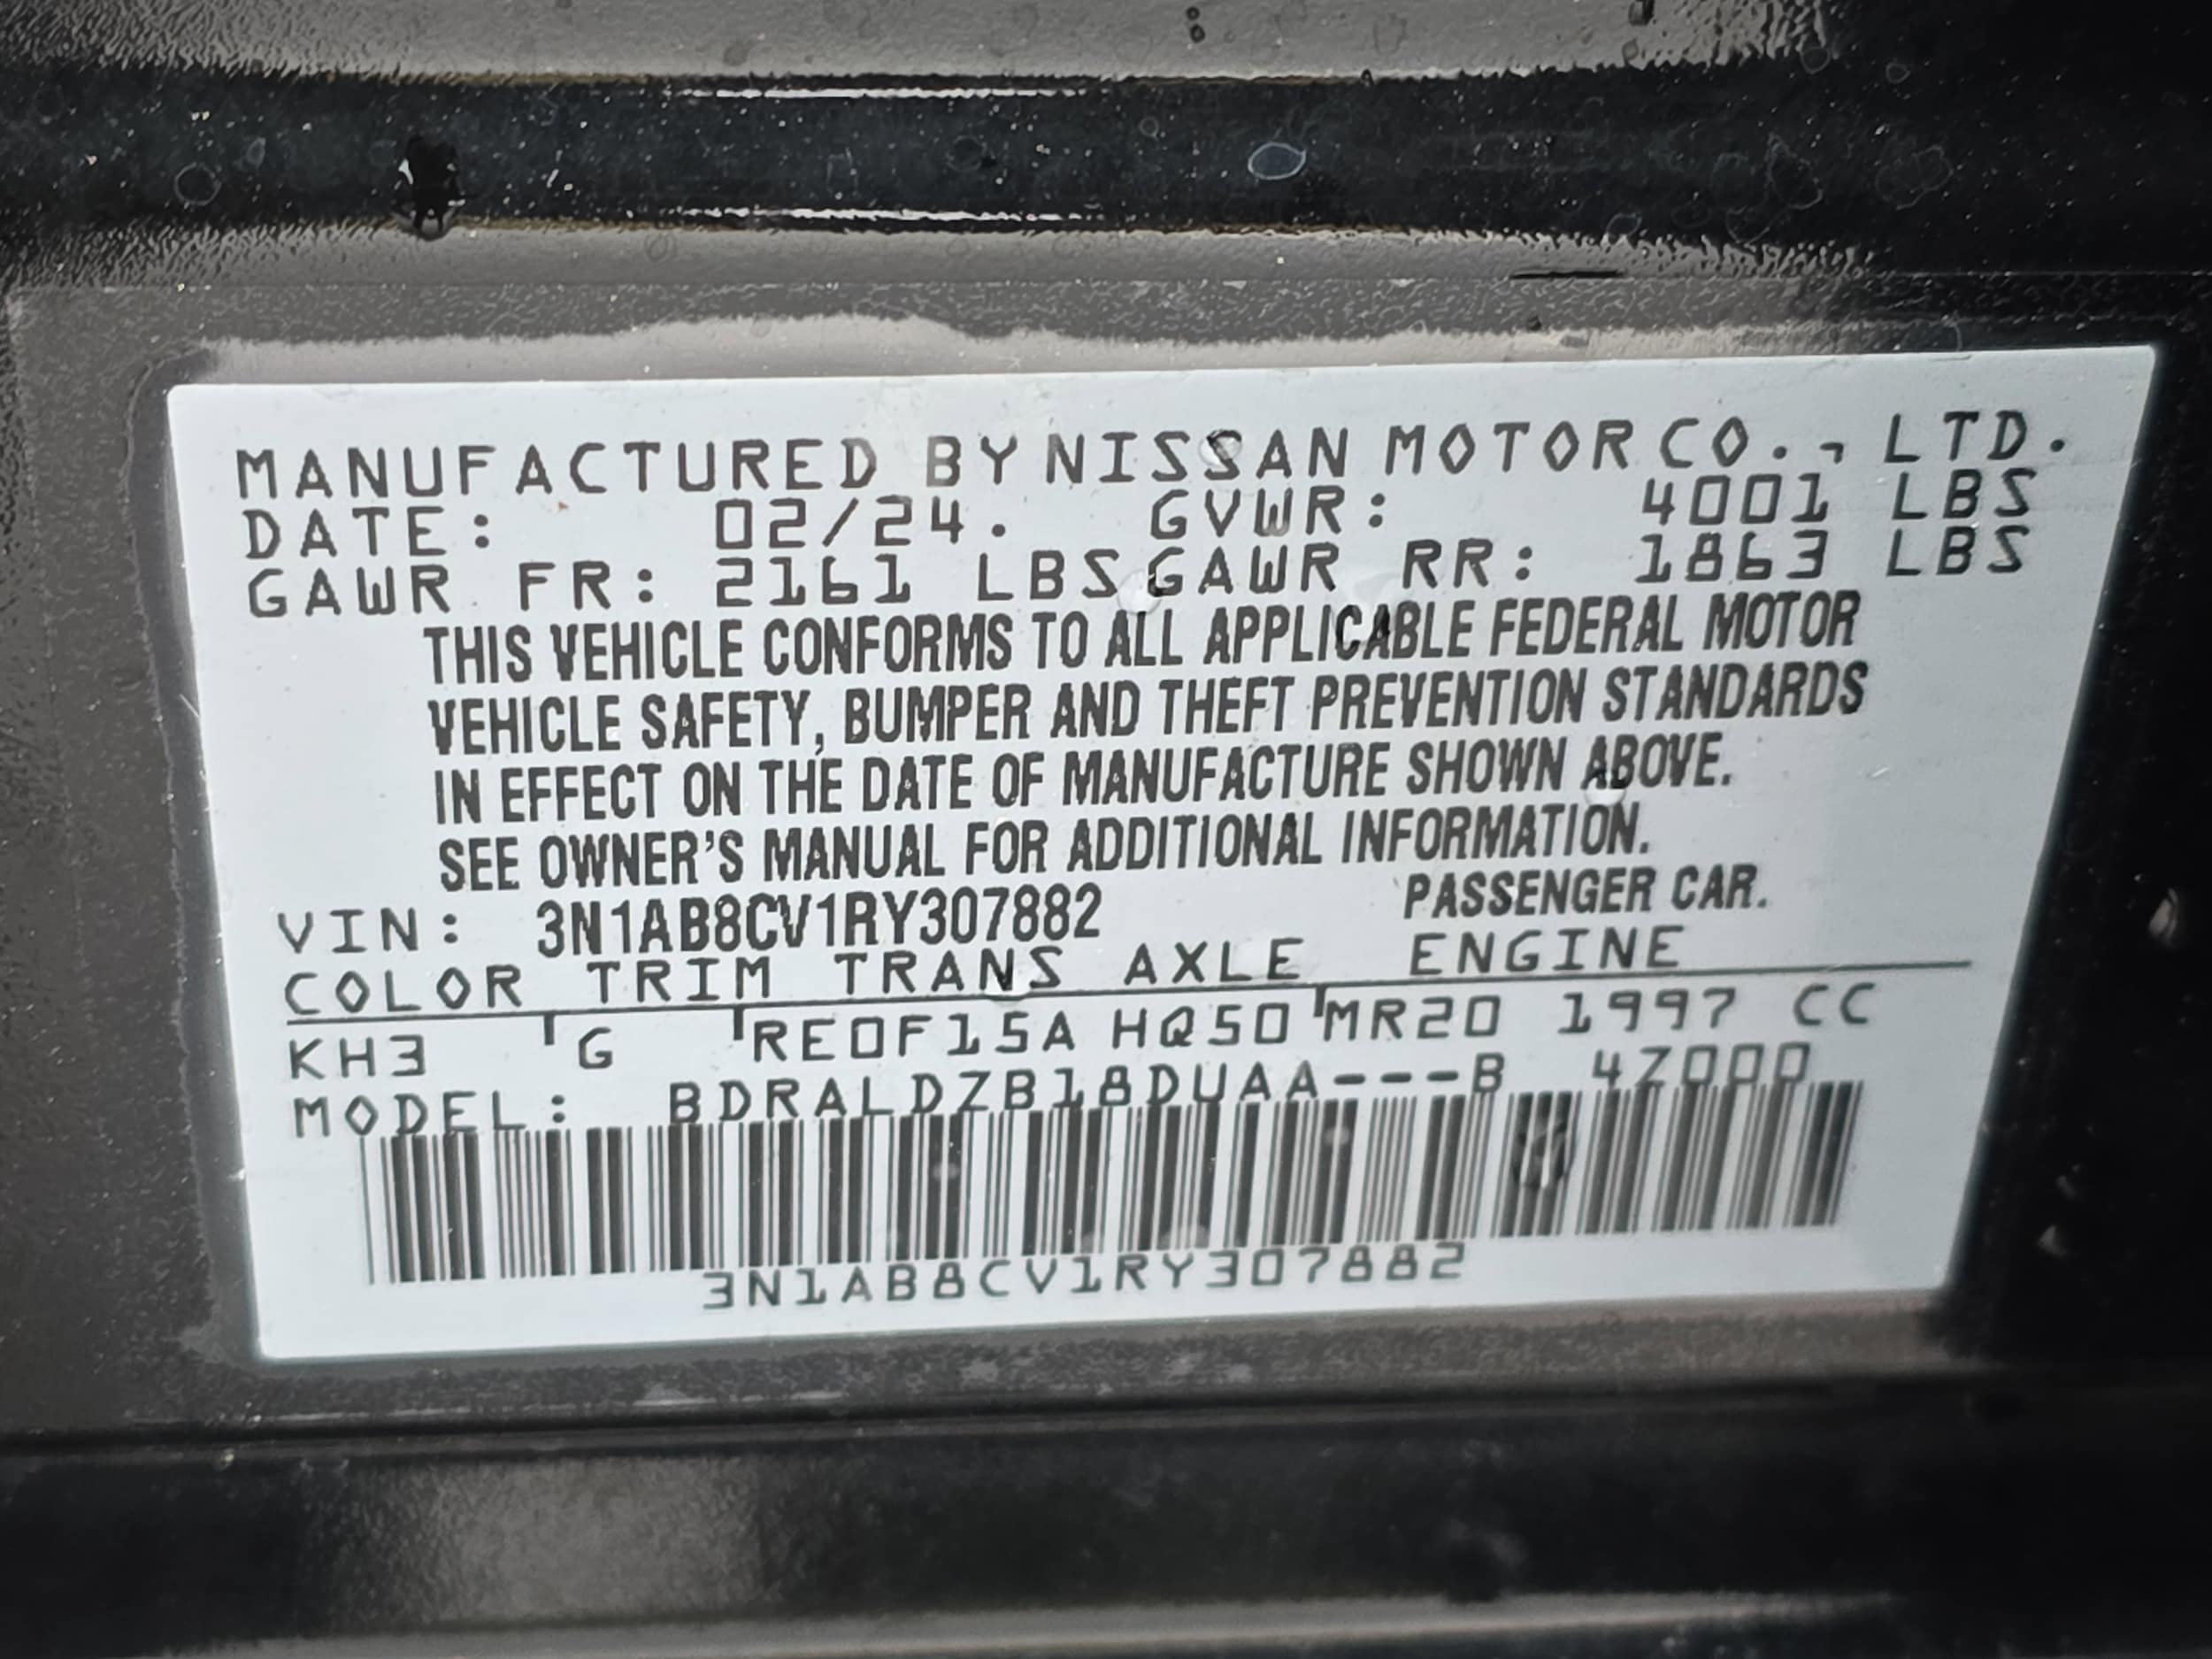 MANUFACTURED BY NISSAN MOTOR CO., LTD.
DATE: 02/24. GVWR: 4001 LBS
GAWR FR: 2161 LBS GAWR RR: 1863 LBS
THIS VEHICLE CONFORMS TO ALL APPLICABLE FEDERAL MOTOR
VEHICLE SAFETY, BUMPER AND THEFT PREVENTION STANDARDS
IN EFFECT ON THE DATE OF MANUFACTURE SHOWN ABOVE.
SEE OWNER'S MANUAL FOR ADDITIONAL INFORMATION.
VIN: 3N1AB8CV1RY307882 PASSENGER CAR.
COLOR TRIM TRANS AXLE ENGINE
KH3 G RE0F15A HQ50 MR20 1997 CC
MODEL: BDRALDZB18DUAA---B 4Z000
3N1AB8CV1RY307882